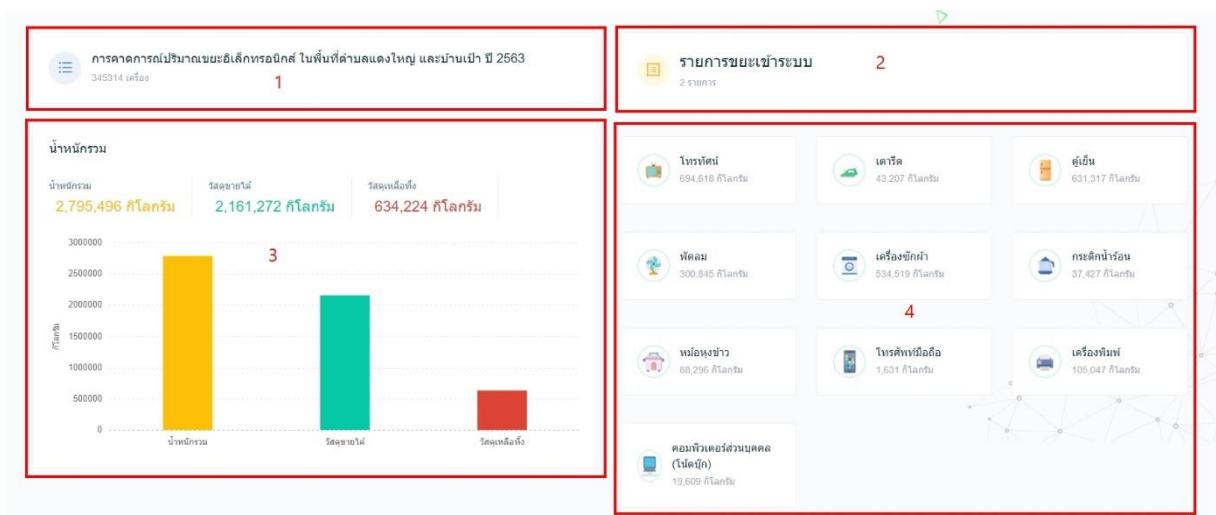 การคาดการณ์ปริมาณขยะอิเล็กทรอนิกส์ ในพื้นที่ตำบลแดงใหญ่ และบ้านเป้า ปี 2563
345314 เครื่อง
1
รายการขยะเข้าระบบ
2 รายการ
2
น้ำหนักรวม
น้ำหนักรวม วัสดุขายได้ วัสดุเหลือทิ้ง
2,795,496 กิโลกรัม 2,161,272 กิโลกรัม 634,224 กิโลกรัม
3
3000000
2500000
2000000
1500000
1000000
500000
0
กิโลกรัม
น้ำหนักรวม วัสดุขายได้ วัสดุเหลือทิ้ง
โทรทัศน์
694,618 กิโลกรัม
เตารีด
43,207 กิโลกรัม
ตู้เย็น
631,317 กิโลกรัม
พัดลม
300,845 กิโลกรัม
เครื่องซักผ้า
534,519 กิโลกรัม
กระติกน้ำร้อน
37,427 กิโลกรัม
4
หม้อหุงข้าว
88,296 กิโลกรัม
โทรศัพท์มือถือ
1,631 กิโลกรัม
เครื่องพิมพ์
105,047 กิโลกรัม
คอมพิวเตอร์ส่วนบุคคล
(โน้ตบุ๊ก)
19,609 กิโลกรัม